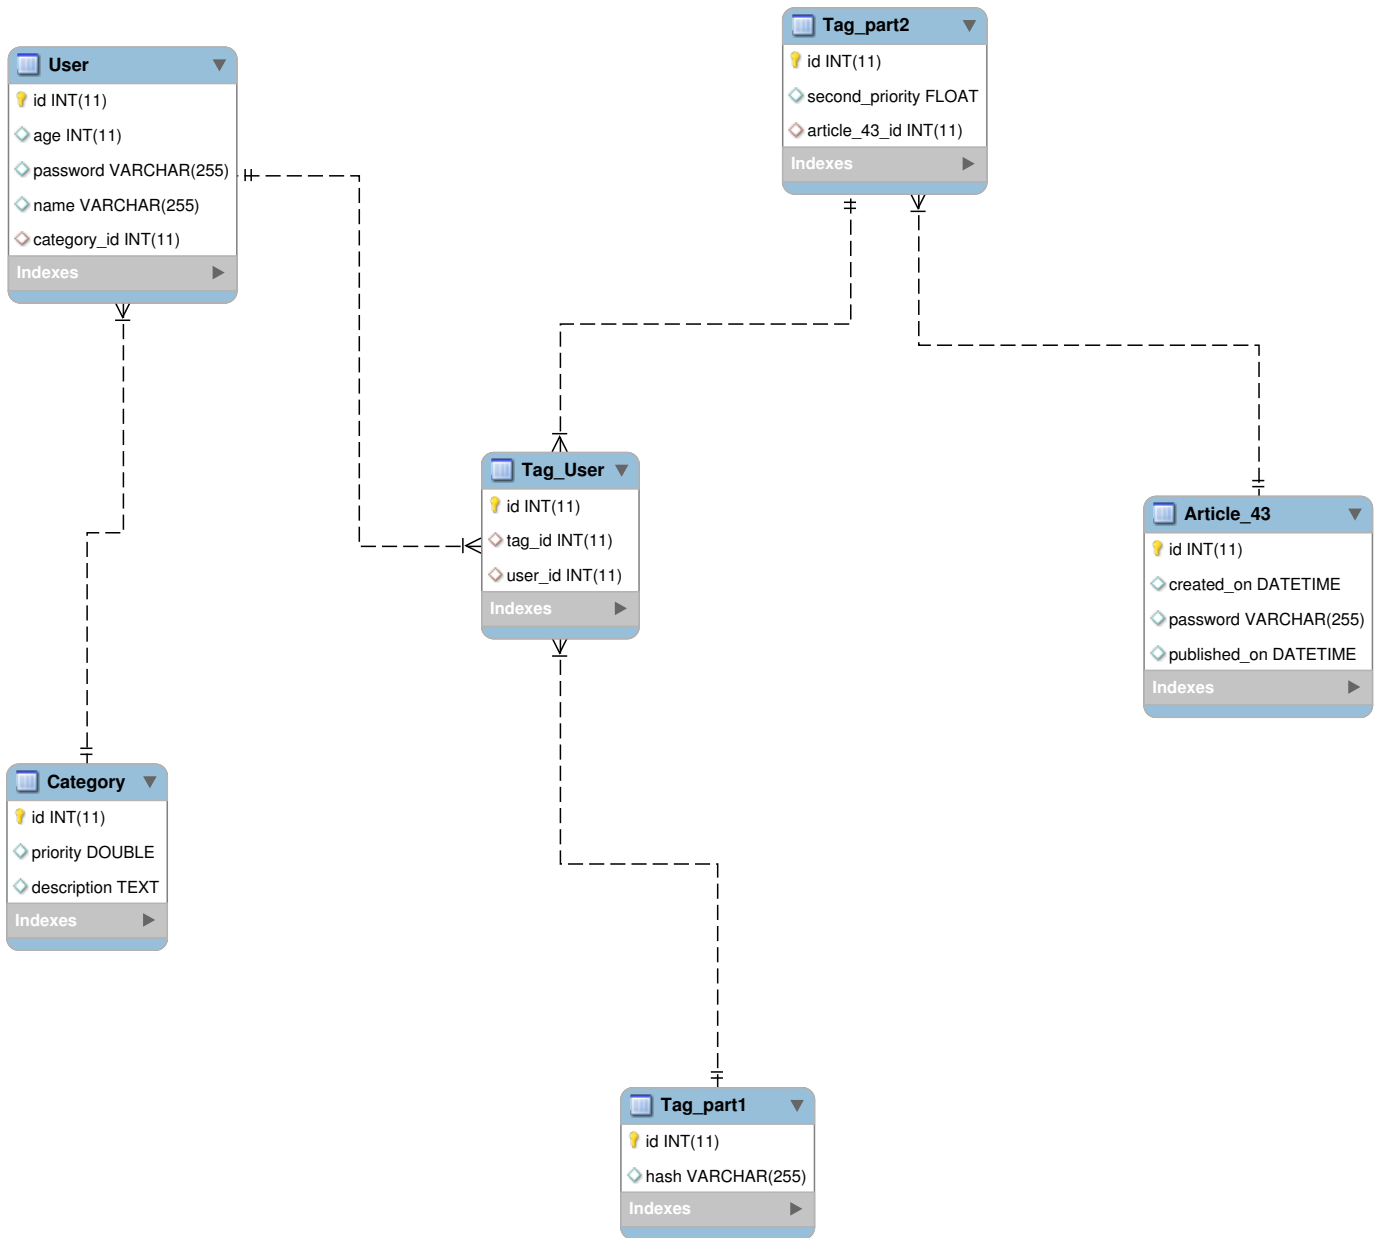 User
id INT(11)
age INT(11)
password VARCHAR(255)
name VARCHAR(255)
category_id INT(11)
Indexes
Tag_part2
id INT(11)
second_priority FLOAT
article_43_id INT(11)
Indexes
Tag_User
id INT(11)
tag_id INT(11)
user_id INT(11)
Indexes
Article_43
id INT(11)
created_on DATETIME
password VARCHAR(255)
published_on DATETIME
Indexes
Category
id INT(11)
priority DOUBLE
description TEXT
Indexes
Tag_part1
id INT(11)
hash VARCHAR(255)
Indexes